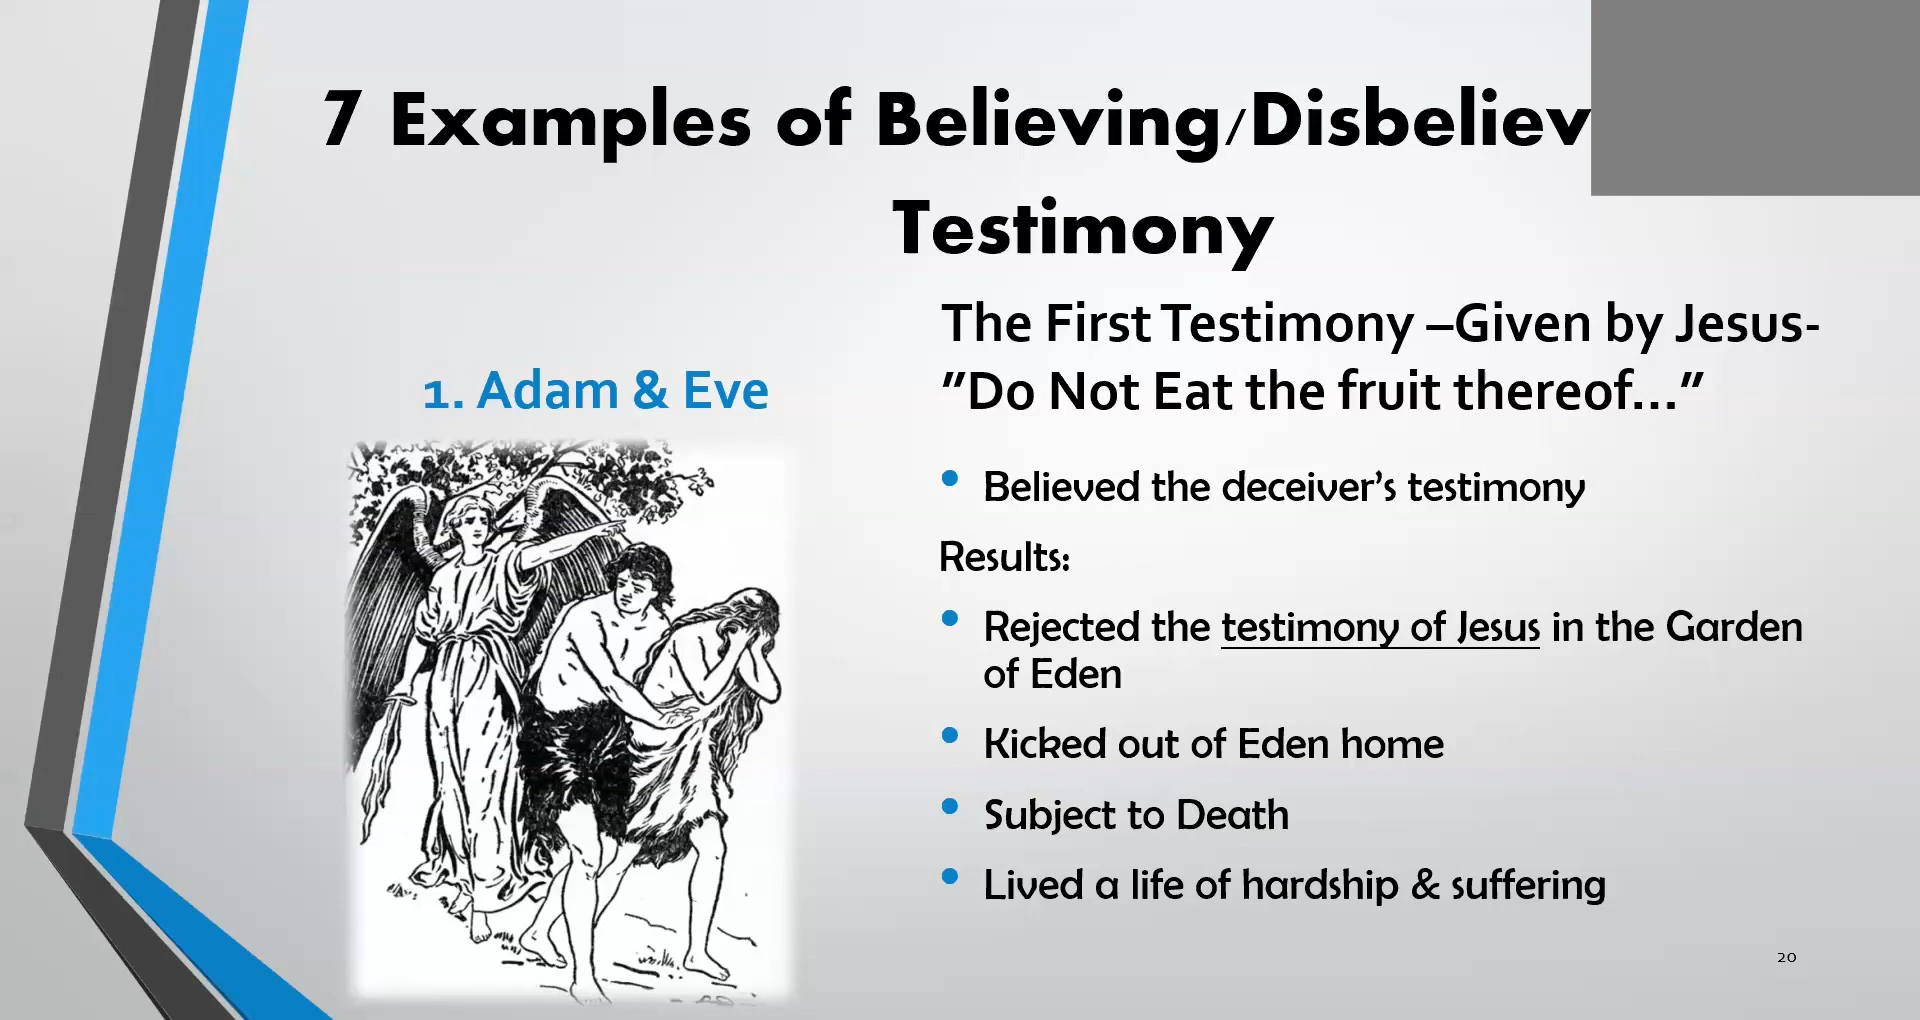 7 Examples of Believing/Disbeliev
Testimony
1. Adam & Eve
The First Testimony –Given by Jesus-
"Do Not Eat the fruit thereof…"
• Believed the deceiver's testimony
Results:
• Rejected the testimony of Jesus in the Garden
of Eden
• Kicked out of Eden home
• Subject to Death
• Lived a life of hardship & suffering
20